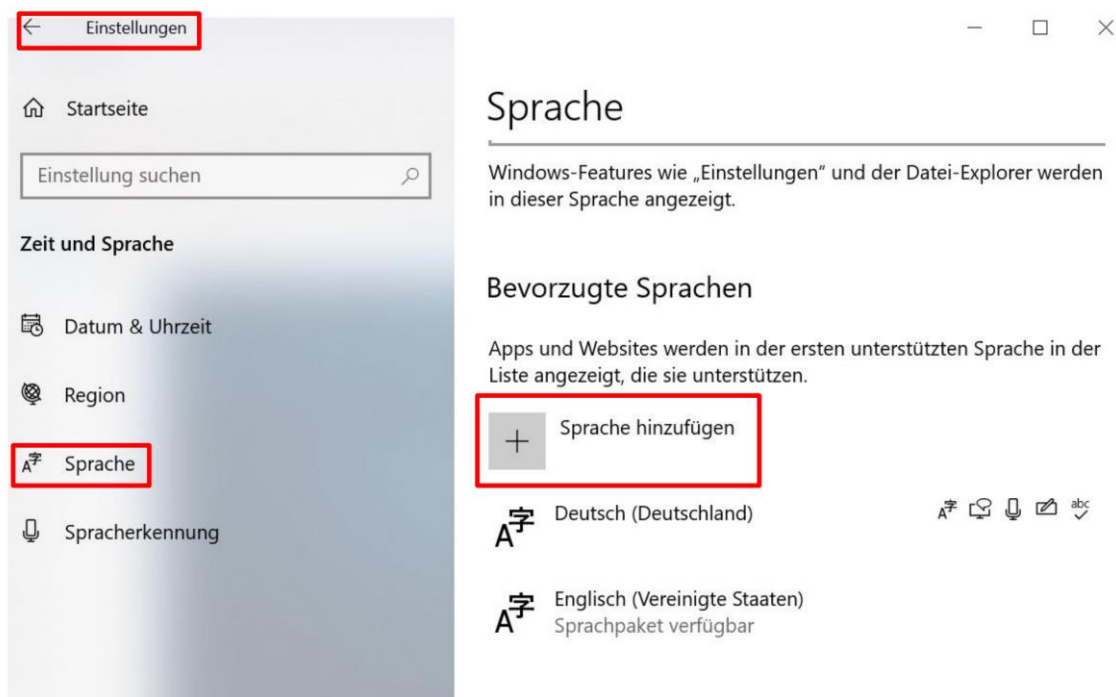 Einstellungen
Startseite
Einstellung suchen
Zeit und Sprache
Datum & Uhrzeit
Region
Sprache
Spracherkennung
Sprache
Windows-Features wie „Einstellungen“ und der Datei-Explorer werden
in dieser Sprache angezeigt.
Bevorzugte Sprachen
Apps und Websites werden in der ersten unterstützten Sprache in der
Liste angezeigt, die sie unterstützen.
Sprache hinzufügen
Deutsch (Deutschland)
abc
Englisch (Vereinigte Staaten)
Sprachpaket verfügbar